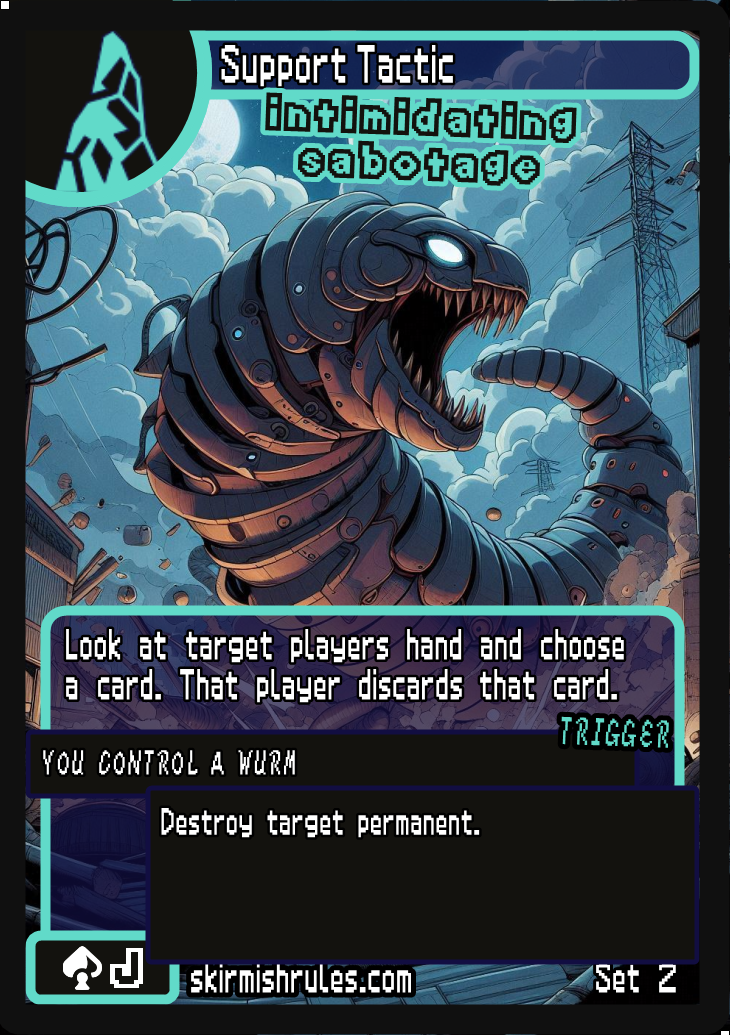 Support Tactic
intimidating
sabotage
Look at target players hand and choose
a card. That player discards that card.
TRIGGER
YOU CONTROL A WURM
Destroy target permanent.
J
skirmishrules.com
Set 2